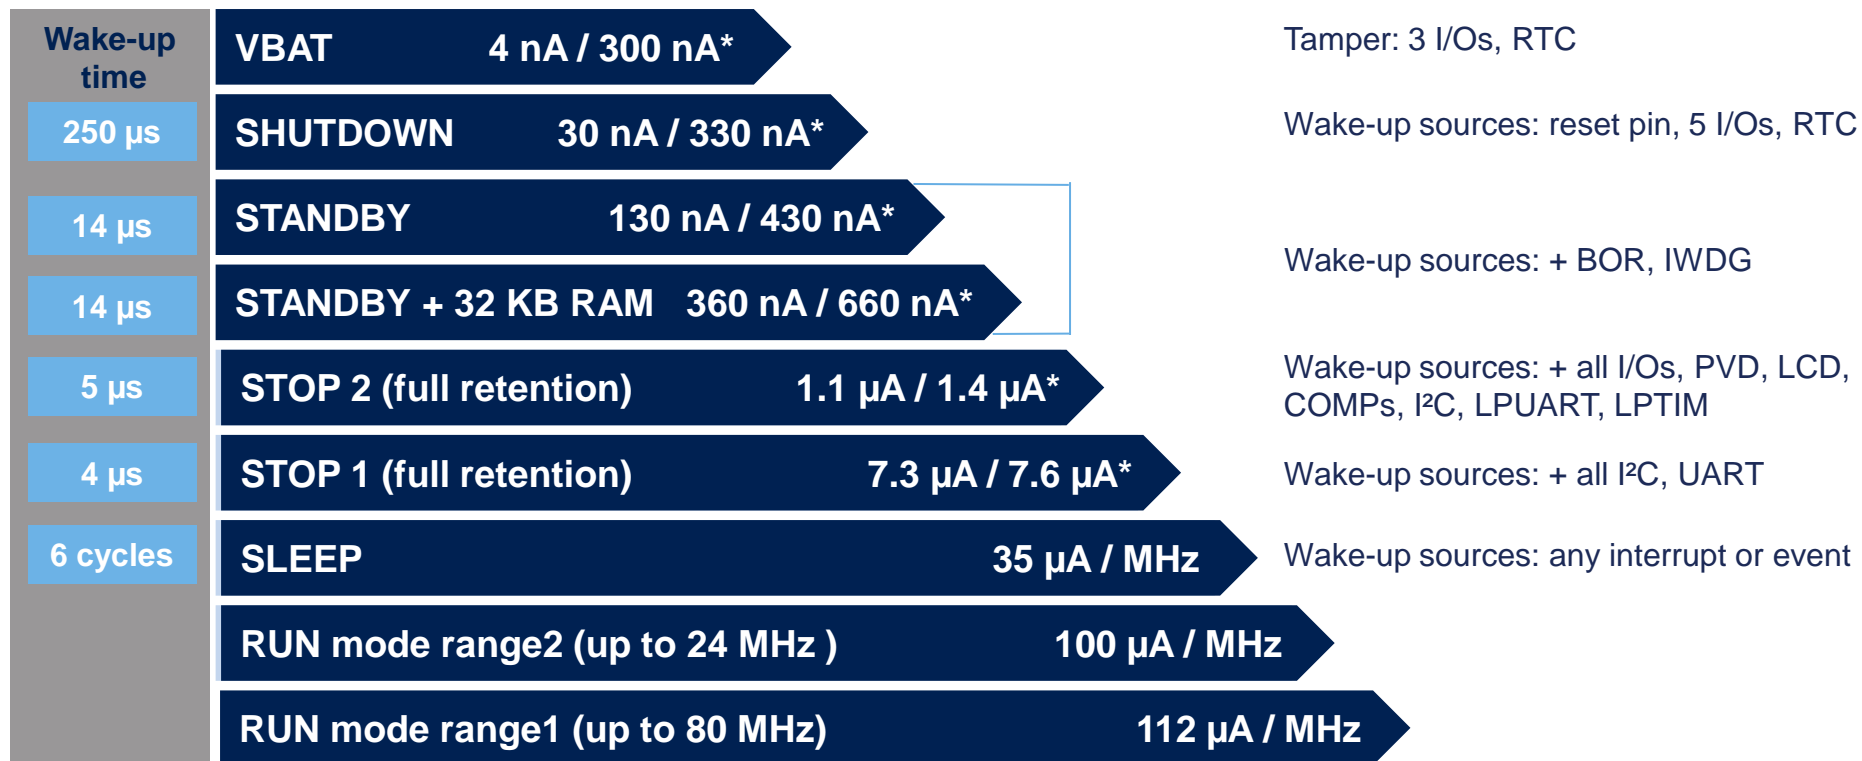 Wake-up
time
VBAT 4 nA / 300 nA*
Tamper: 3 I/Os, RTC
250 µs
SHUTDOWN 30 nA / 330 nA*
Wake-up sources: reset pin, 5 I/Os, RTC
14 µs
STANDBY 130 nA / 430 nA*
Wake-up sources: + BOR, IWDG
14 µs
STANDBY + 32 KB RAM 360 nA / 660 nA*
5 µs
STOP 2 (full retention) 1.1 µA / 1.4 µA*
Wake-up sources: + all I/Os, PVD, LCD,
COMPs, I²C, LPUART, LPTIM
4 µs
STOP 1 (full retention) 7.3 µA / 7.6 µA*
Wake-up sources: + all I²C, UART
6 cycles
SLEEP 35 µA / MHz
Wake-up sources: any interrupt or event
RUN mode range2 (up to 24 MHz ) 100 µA / MHz
RUN mode range1 (up to 80 MHz) 112 µA / MHz